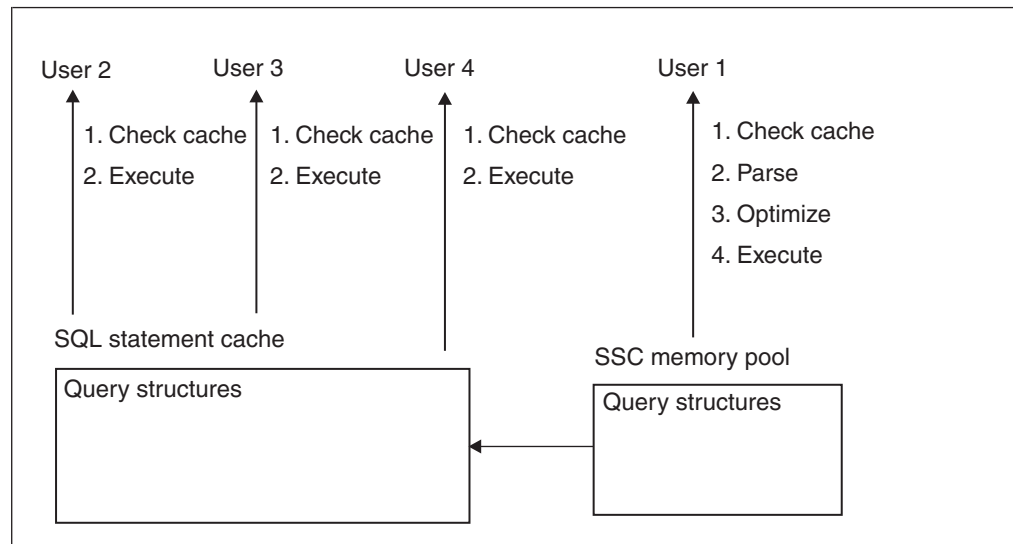 User 2
User 3
User 4
User 1
1. Check cache
2. Execute
1. Check cache
2. Execute
1. Check cache
2. Execute
1. Check cache
2. Parse
3. Optimize
4. Execute
SQL statement cache
Query structures
SSC memory pool
Query structures